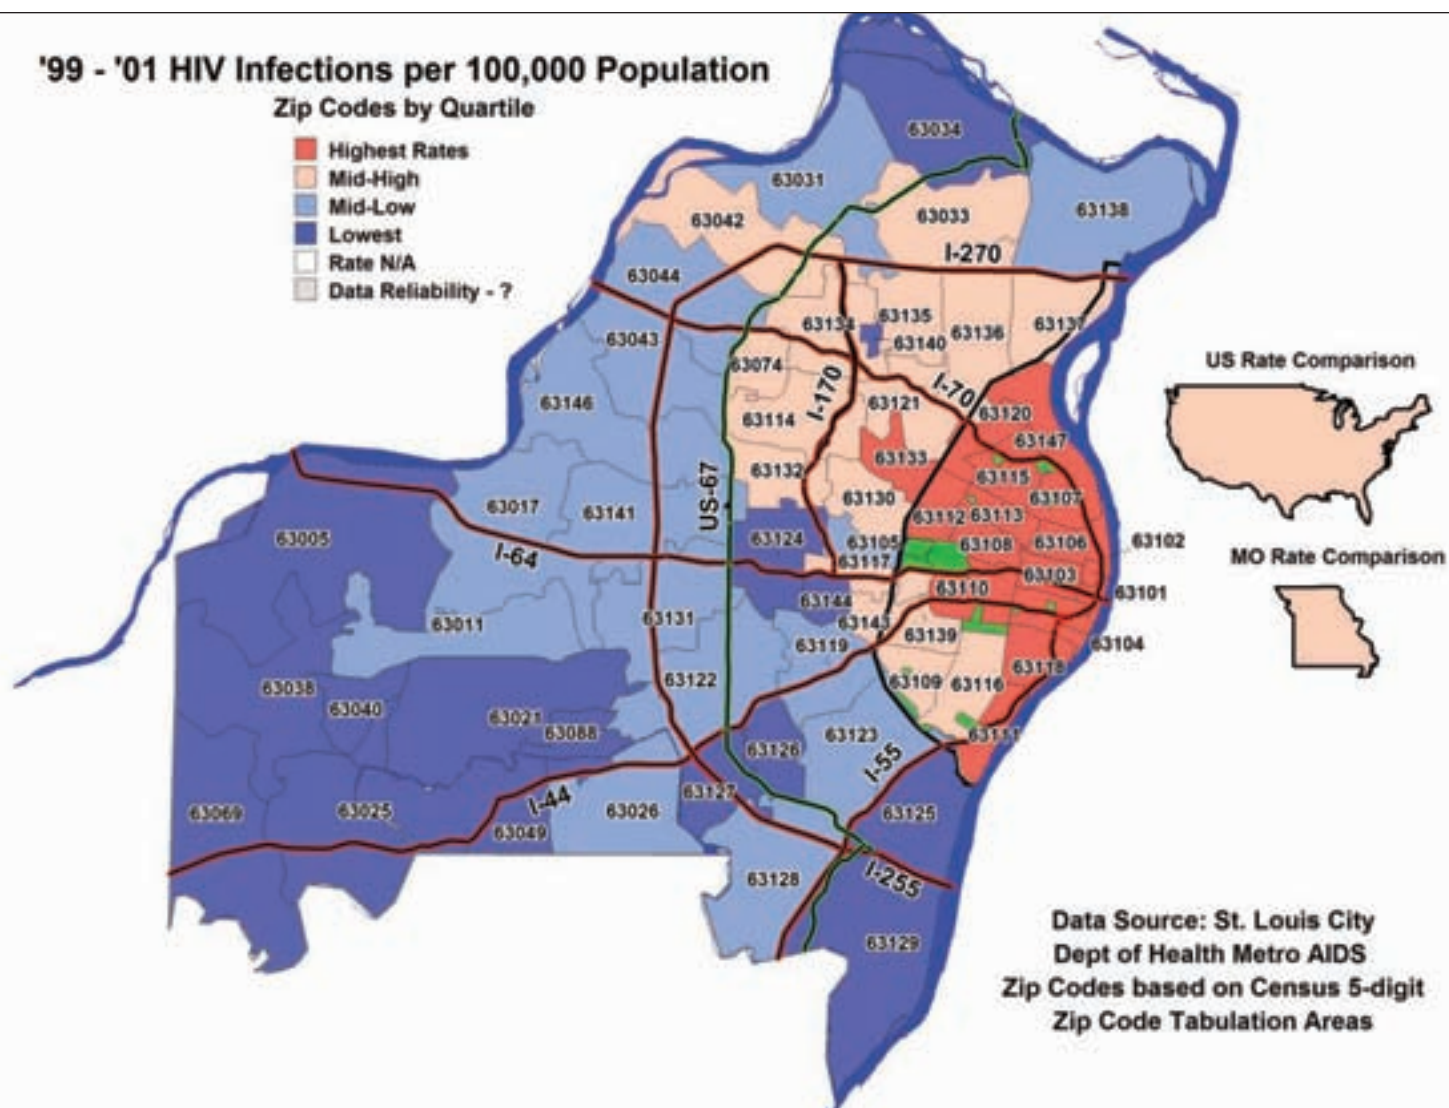 '99 - '01 HIV Infections per 100,000 Population
Zip Codes by Quartile
Highest Rates
Mid-High
Mid-Low
Lowest
Rate N/A
Data Reliability - ?
63034
63031
63138
63042
63033
I-270
63044
63134
63135
63136
63137
63140
63043
63074
I-170
I-70
63146
63114
63121
63120
63147
63132
63133
63115
63130
63107
US-67
63017
63141
63112
63113
63005
I-64
63124
63105
63108
63106
63102
63117
63103
63110
63101
63144
63011
63131
63143
63139
63119
63104
63118
63038
63040
63122
63109
63116
63021
63088
63126
63123
63111
I-55
63127
63069
63025
I-44
63026
63049
63125
63128
I-255
63129
US Rate Comparison
MO Rate Comparison
Data Source: St. Louis City
Dept of Health Metro AIDS
Zip Codes based on Census 5-digit
Zip Code Tabulation Areas